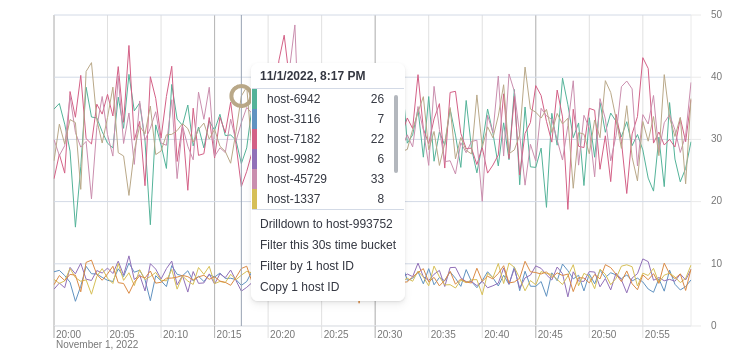 50
11/1/2022, 8:17 PM
40
host-6942 26
host-3116 7
host-7182 22
30
host-9982 6
host-45729 33
host-1337 8
20
Drilldown to host-993752
Filter this 30s time bucket
10
Filter by 1 host ID
Copy 1 host ID
0
20:00 20:05 20:10 20:15 20:20 20:25 20:30 20:35 20:40 20:45 20:50 20:55
November 1, 2022